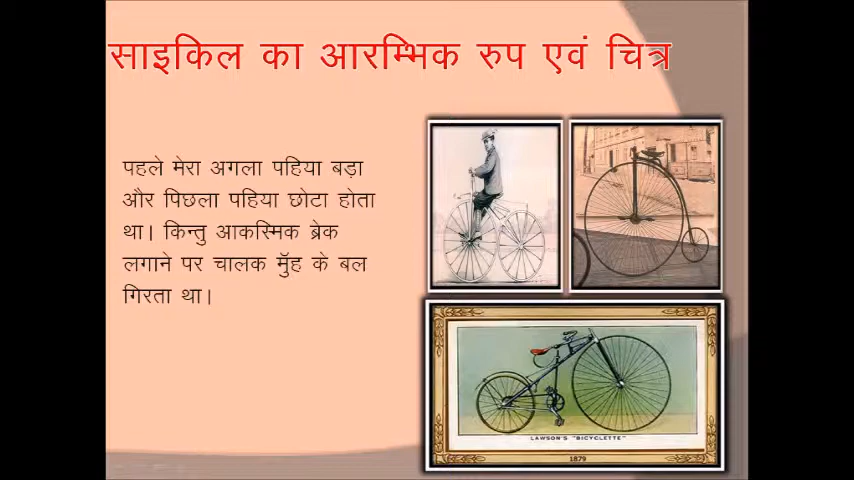 साइकिल का आरम्भिक रुप एवं चित्र
पहले मेरा अगला पहिया बड़ा
और पिछला पहिया छोटा होता
था। किन्तु आकस्मिक ब्रेक
लगाने पर चालक मुँह के बल
गिरता था।
LAWSON'S "BICYCLETTE"
1879